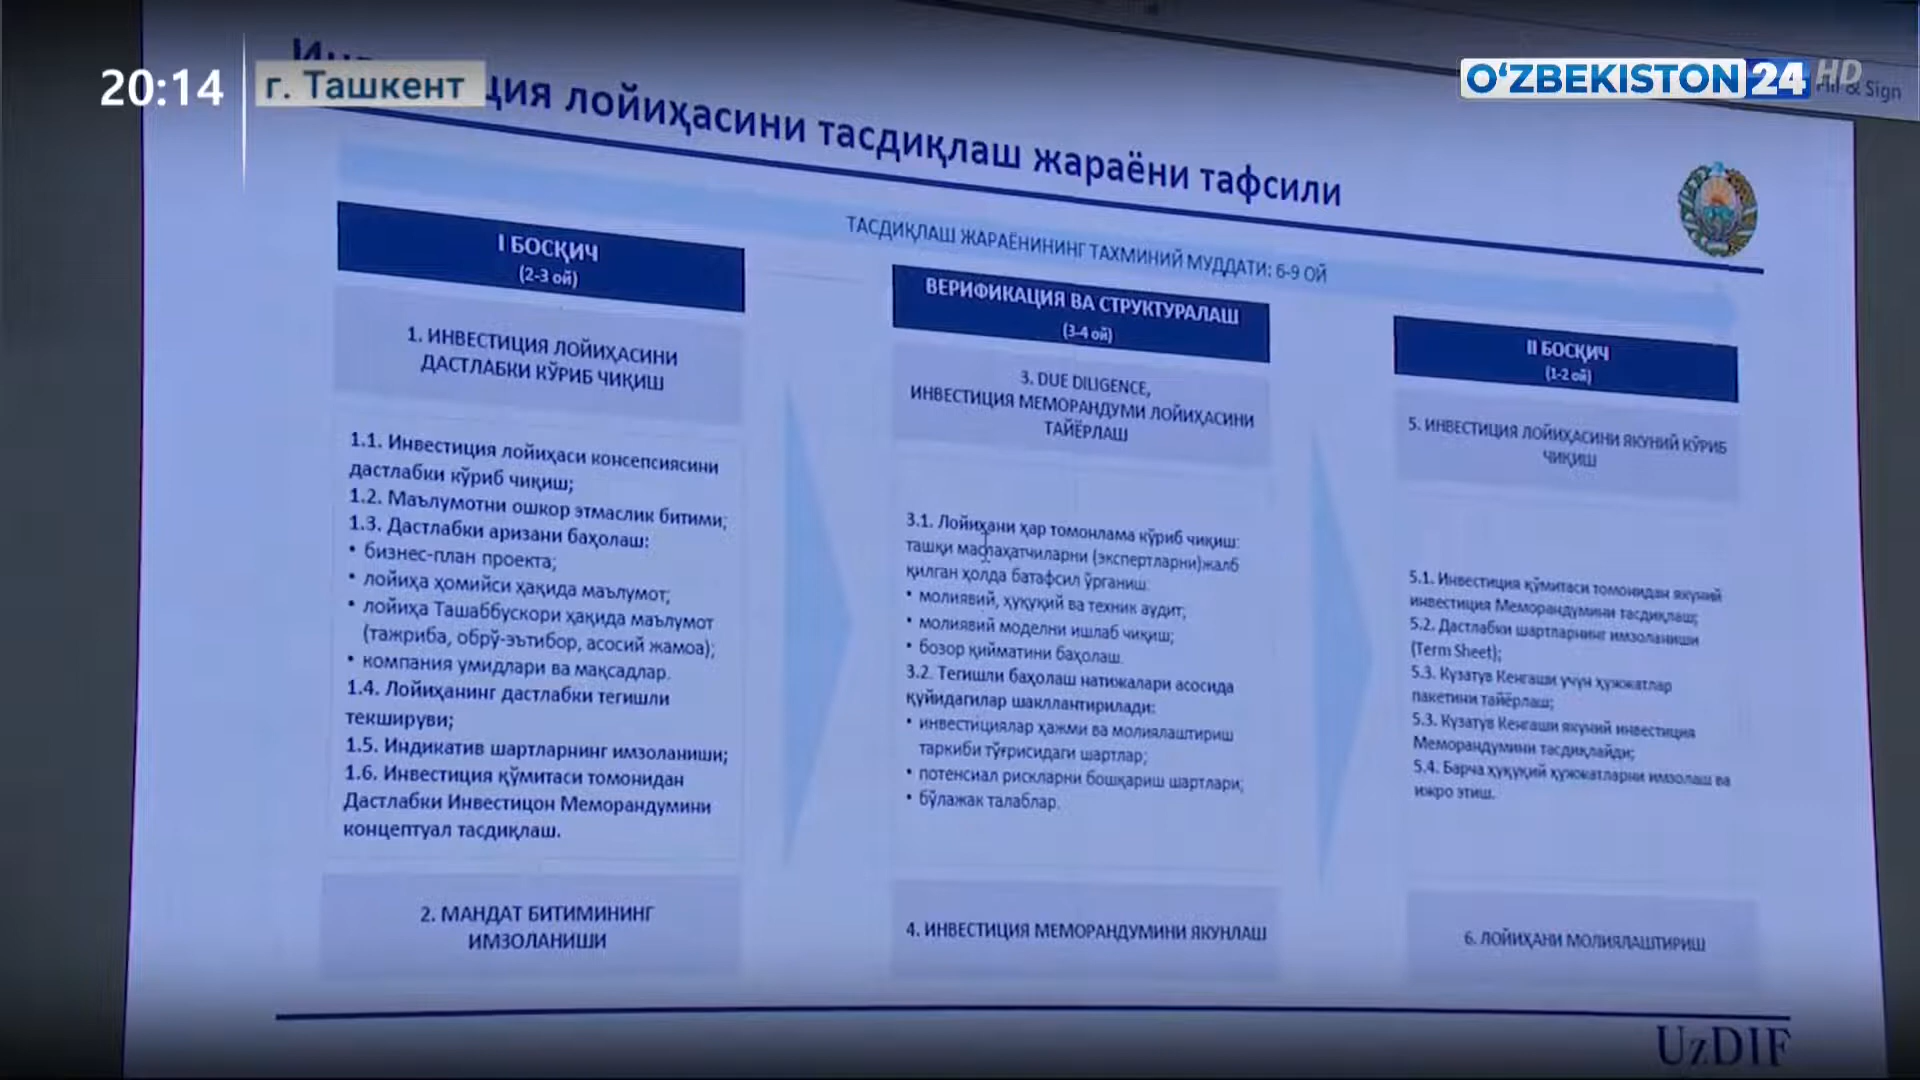 20:14
г. Ташкент
O‘ZBEKISTON 24 HD
Fill & Sign
ция лойиҳасини тасдиқлаш жараёни тафсили
ТАСДИҚЛАШ ЖАРАЁНИНИНГ ТАХМИНИЙ МУДДАТИ: 6-9 ОЙ
I БОСҚИЧ
(2-3 ой)
1. ИНВЕСТИЦИЯ ЛОЙИҲАСИНИ
ДАСТЛАБКИ КЎРИБ ЧИҚИШ
1.1. Инвестиция лойиҳаси консепсиясини
дастлабки кўриб чиқиш;
1.2. Маълумотни ошкор этмаслик битими;
1.3. Дастлабки аризани баҳолаш:
• бизнес-план проекта;
• лойиҳа ҳомийси ҳақида маълумот;
• лойиҳа Ташаббускори ҳақида маълумот
(тажриба, обрў-эътибор, асосий жамоа);
• компания умидлари ва мақсадлар.
1.4. Лойиҳанинг дастлабки тегишли
текшируви;
1.5. Индикатив шартларнинг имзоланиши;
1.6. Инвестиция қўмитаси томонидан
Дастлабки Инвестицон Меморандумини
концептуал тасдиқлаш.
2. МАНДАТ БИТИМИНИНГ
ИМЗОЛАНИШИ
ВЕРИФИКАЦИЯ ВА СТРУКТУРАЛАШ
(3-4 ой)
3. DUE DILIGENCE,
ИНВЕСТИЦИЯ МЕМОРАНДУМИ ЛОЙИҲАСИНИ
ТАЙЁРЛАШ
3.1. Лойиҳани ҳар томонлама кўриб чиқиш:
ташқи маслаҳатчиларни (экспертларни)жалб
қилган ҳолда батафсил ўрганиш:
• молиявий, ҳуқуқий ва техник аудит;
• молиявий моделни ишлаб чиқиш;
• бозор қийматини баҳолаш.
3.2. Тегишли баҳолаш натижалари асосида
қуйидагилар шакллантирилади:
• инвестициялар ҳажми ва молиялаштириш
таркиби тўғрисидаги шартлар;
• потенсиал рискларни бошқариш шартлари;
• бўлажак талаблар.
4. ИНВЕСТИЦИЯ МЕМОРАНДУМИНИ ЯКУНЛАШ
II БОСҚИЧ
(1-2 ой)
5. ИНВЕСТИЦИЯ ЛОЙИҲАСИНИ ЯКУНИЙ КЎРИБ
ЧИҚИШ
5.1. Инвестиция қўмитаси томонидан якуний
инвестиция Меморандумини тасдиқлаш;
5.2. Дастлабки шартларнинг имзоланиши
(Term Sheet);
5.3. Кузатув Кенгаши учун ҳужжатлар
пакетини тайёрлаш;
5.3. Кузатув Кенгаши якуний инвестиция
Меморандумини тасдиқлайди;
5.4. Барча ҳуқуқий ҳужжатларни имзолаш ва
ижро этиш.
6. ЛОЙИҲАНИ МОЛИЯЛАШТИРИШ
UzDIF